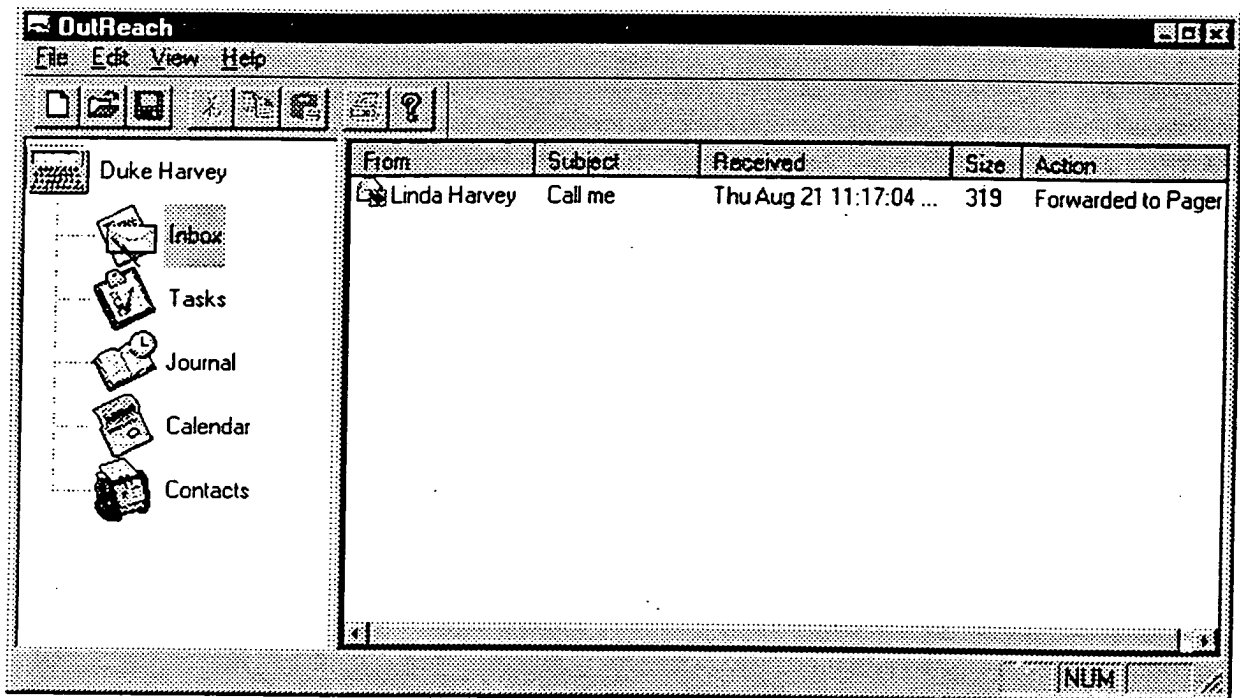 OutReach
File Edit View Help
Duke Harvey
Inbox
Tasks
Journal
Calendar
Contacts
From Subject Received Size Action
Linda Harvey Call me Thu Aug 21 11:17:04 ... 319 Forwarded to Pager
NUM